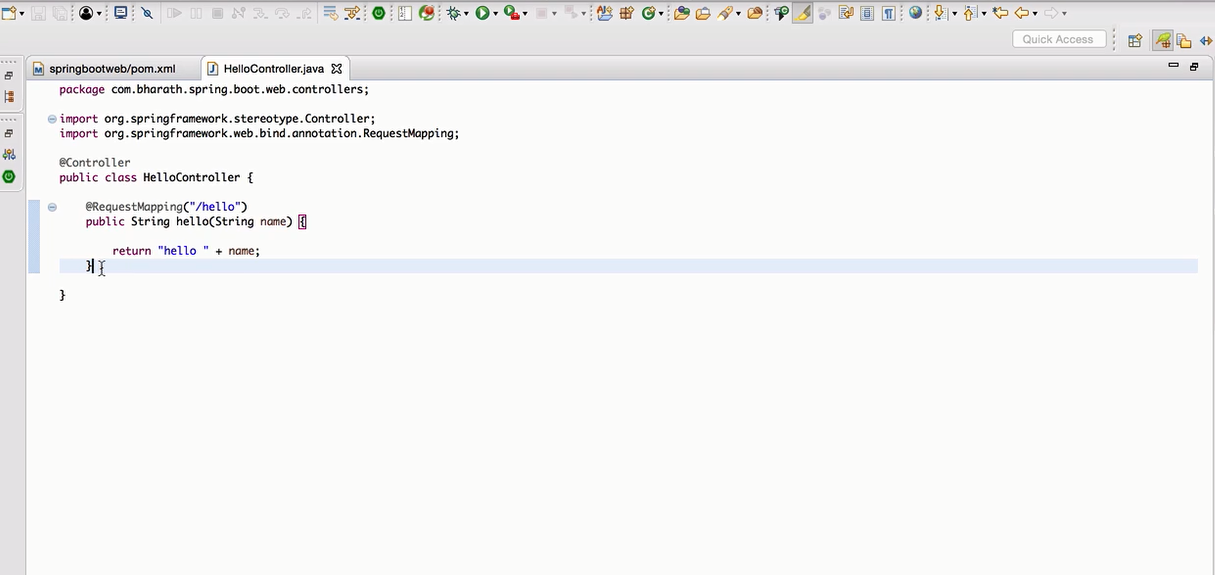 Quick Access
springbootweb/pom.xml
HelloController.java
package com.bharath.spring.boot.web.controllers;
import org.springframework.stereotype.Controller;
import org.springframework.web.bind.annotation.RequestMapping;
@Controller
public class HelloController {
@RequestMapping("/hello")
public String hello(String name) {
return "hello " + name;
}
}